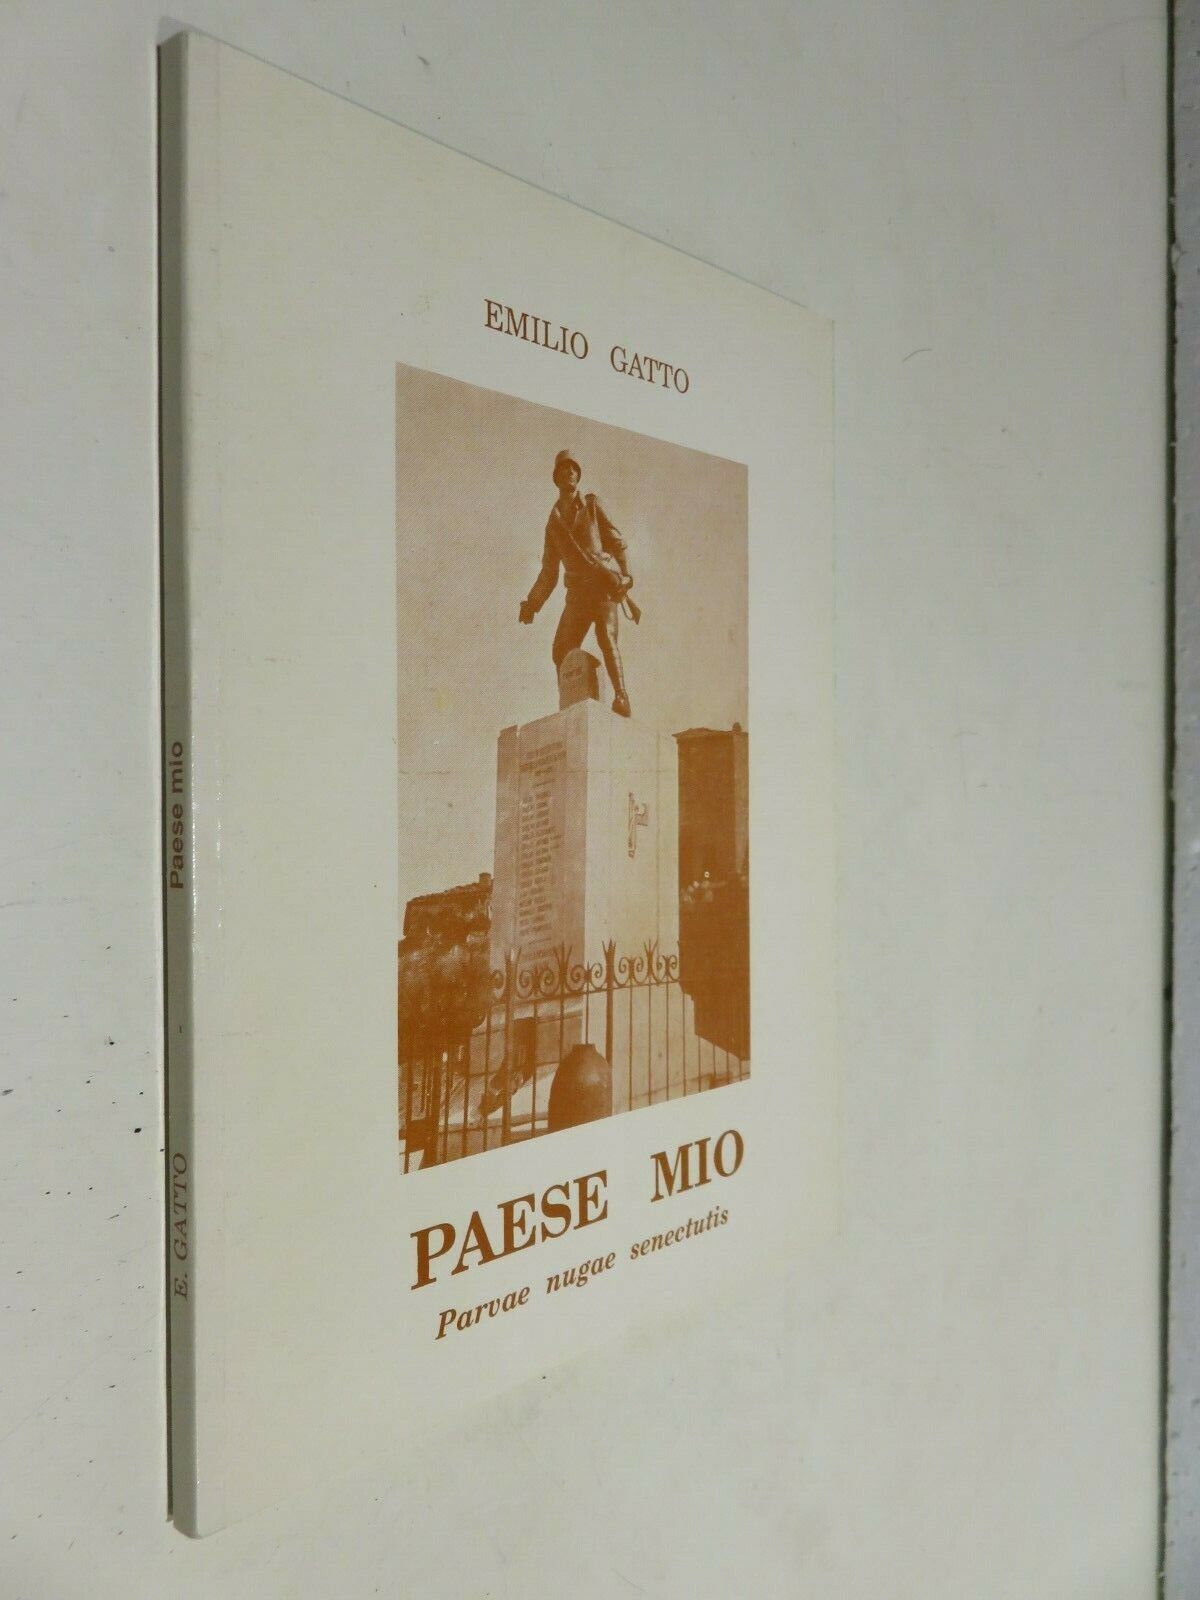 EMILIO GATTO
PAESE MIO
Parvae nugae senectutis
E. GATTO - Paese mio